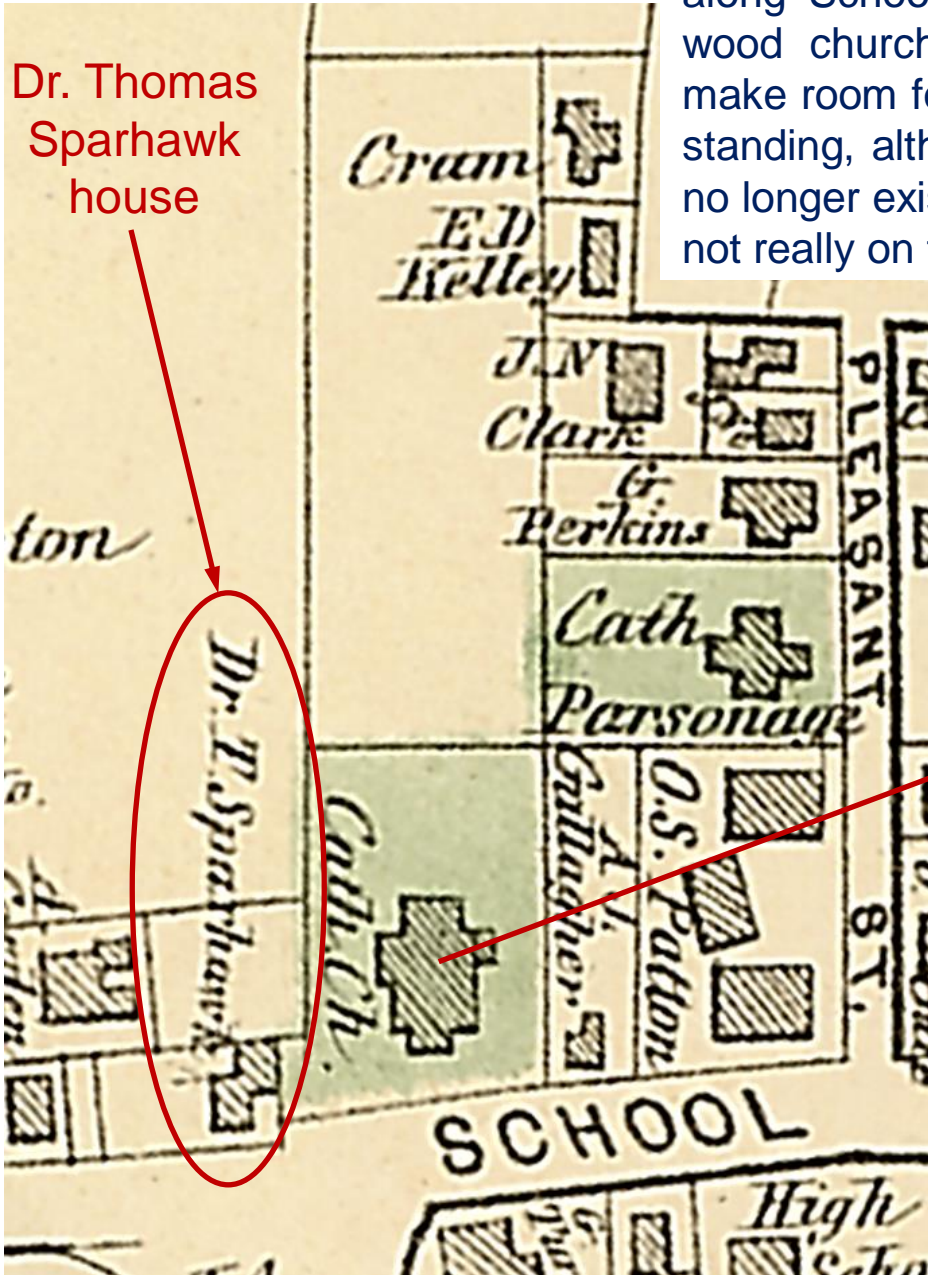 along School
wood church
make room fo
standing, alth
no longer exis
not really on
Dr. Thomas
Sparhawk
house
Cram
E.D
Kelley
J.N
Clark
G.
Perkins
ton
Cath
Parsonage
PLEASANT ST.
Dr. T. Sparhawk
Cath. Ch
Gallagher
O.S. Patton
SCHOOL
High